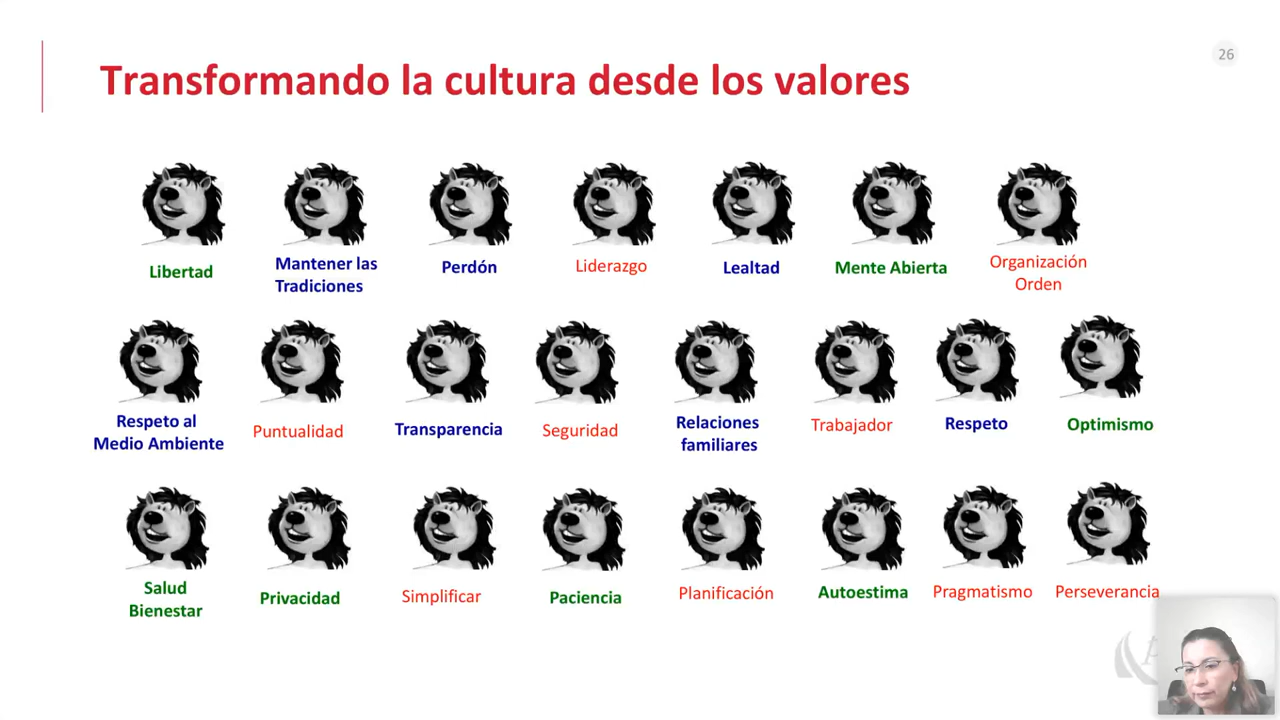 26
Transformando la cultura desde los valores
Libertad
Mantener las
Tradiciones
Perdón
Liderazgo
Lealtad
Mente Abierta
Organización
Orden
Respeto al
Medio Ambiente
Puntualidad
Transparencia
Seguridad
Relaciones
familiares
Trabajador
Respeto
Optimismo
Salud
Bienestar
Privacidad
Simplificar
Paciencia
Planificación
Autoestima
Pragmatismo
Perseverancia